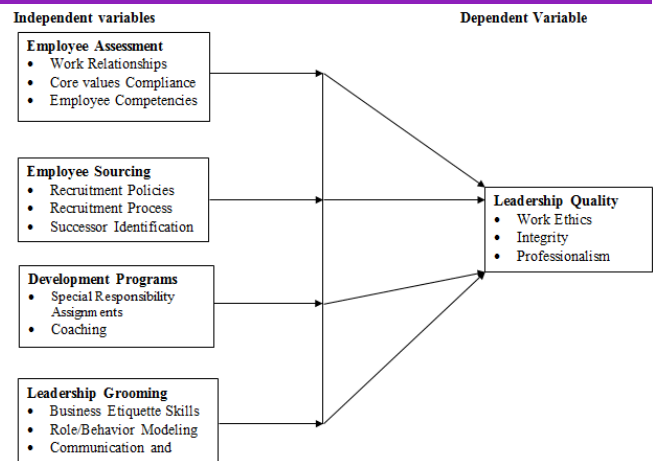 Independent variables
Dependent Variable
Employee Assessment
• Work Relationships
• Core values Compliance
• Employee Competencies
Employee Sourcing
• Recruitment Policies
• Recruitment Process
• Successor Identification
Development Programs
• Special Responsibility
Assignments
• Coaching
Leadership Grooming
• Business Etiquette Skills
• Role/Behavior Modeling
• Communication and
Leadership Quality
• Work Ethics
• Integrity
• Professionalism